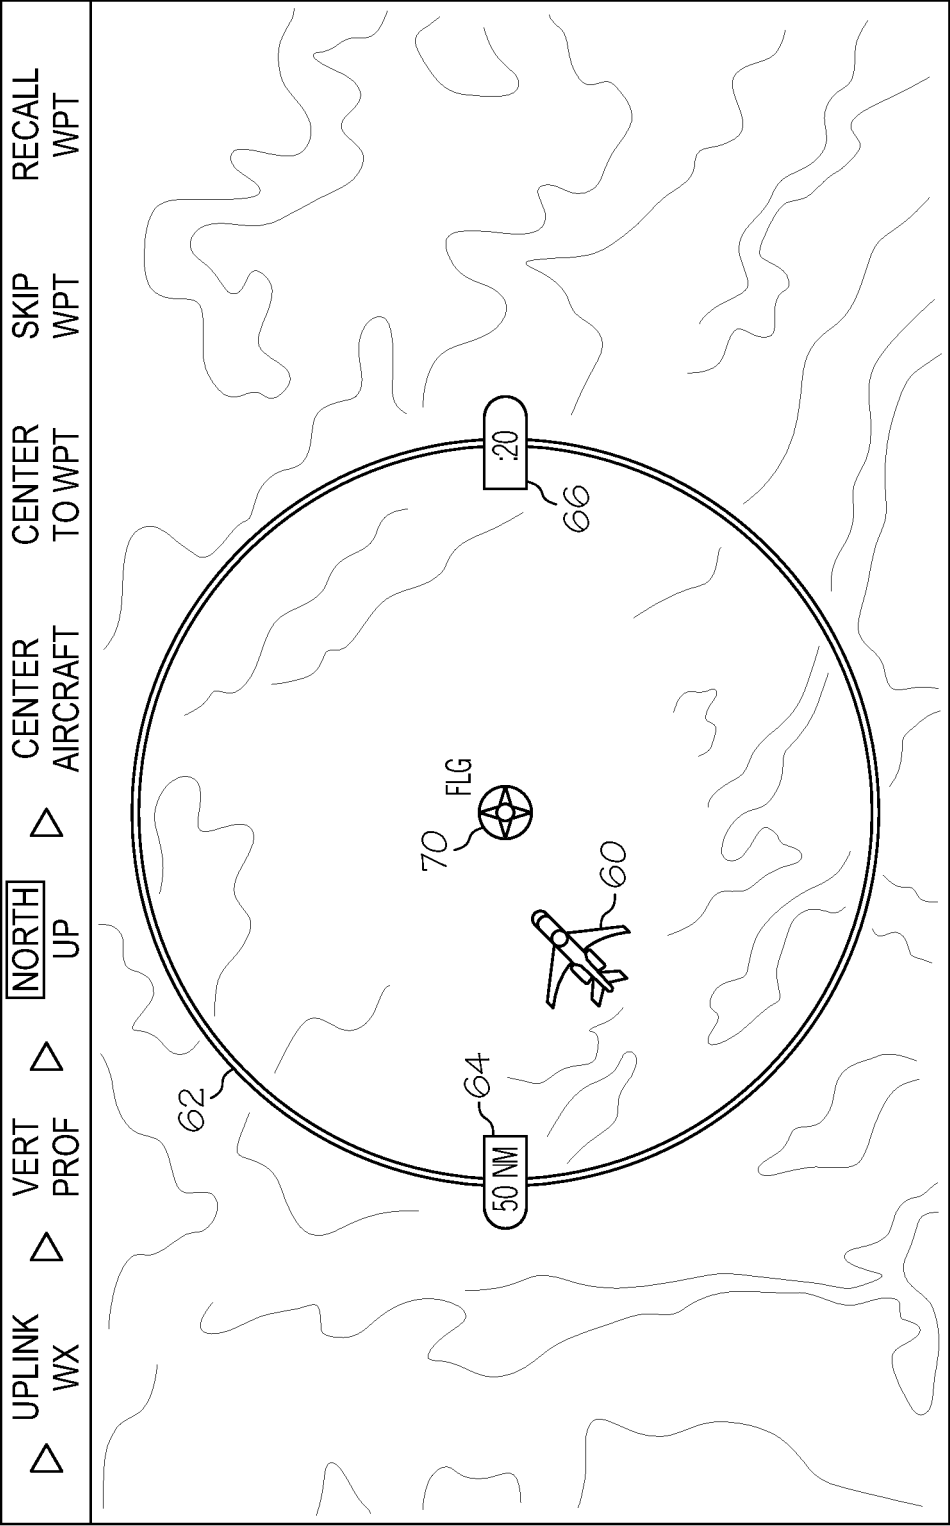 UPLINK
WX
VERT
PROF
NORTH
UP
CENTER
AIRCRAFT
CENTER
TO WPT
SKIP
WPT
RECALL
WPT
62
64
50 NM
70
FLG
60
:20
66